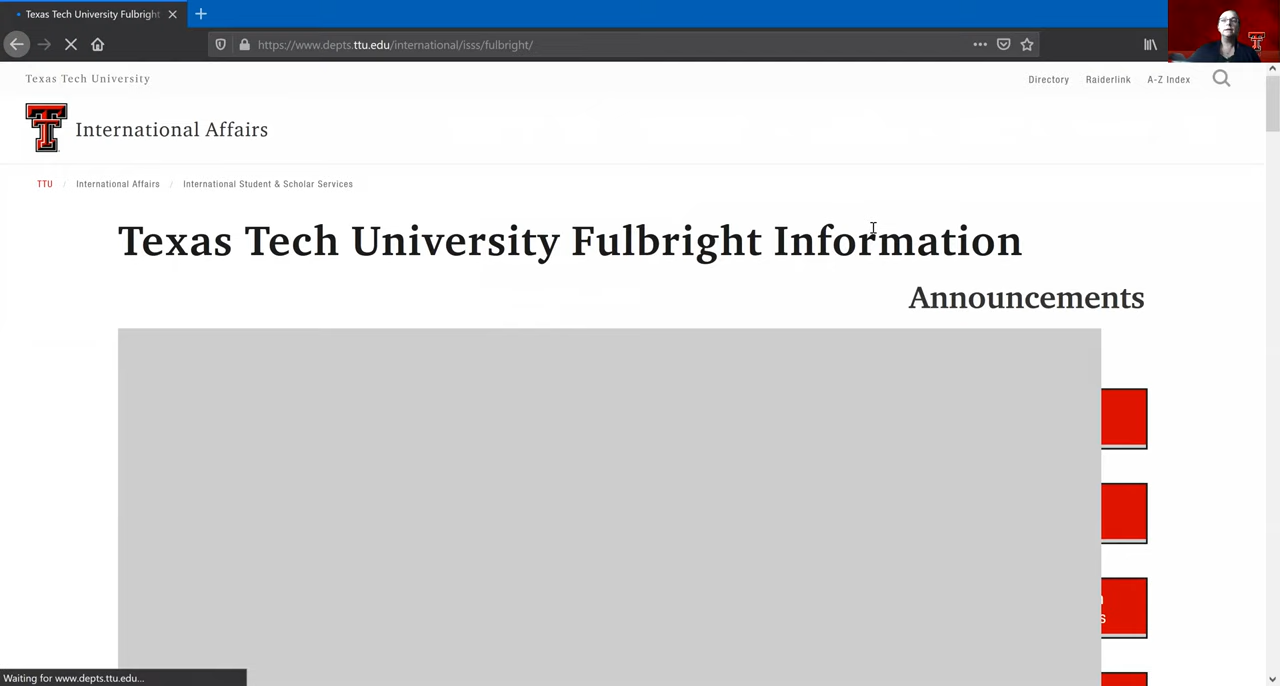 Texas Tech University Fulbright
https://www.depts.ttu.edu/international/isss/fulbright/
Texas Tech University
Directory
Raiderlink
A-Z Index
International Affairs
TTU / International Affairs / International Student & Scholar Services
Texas Tech University Fulbright Information
Announcements
Waiting for www.depts.ttu.edu...